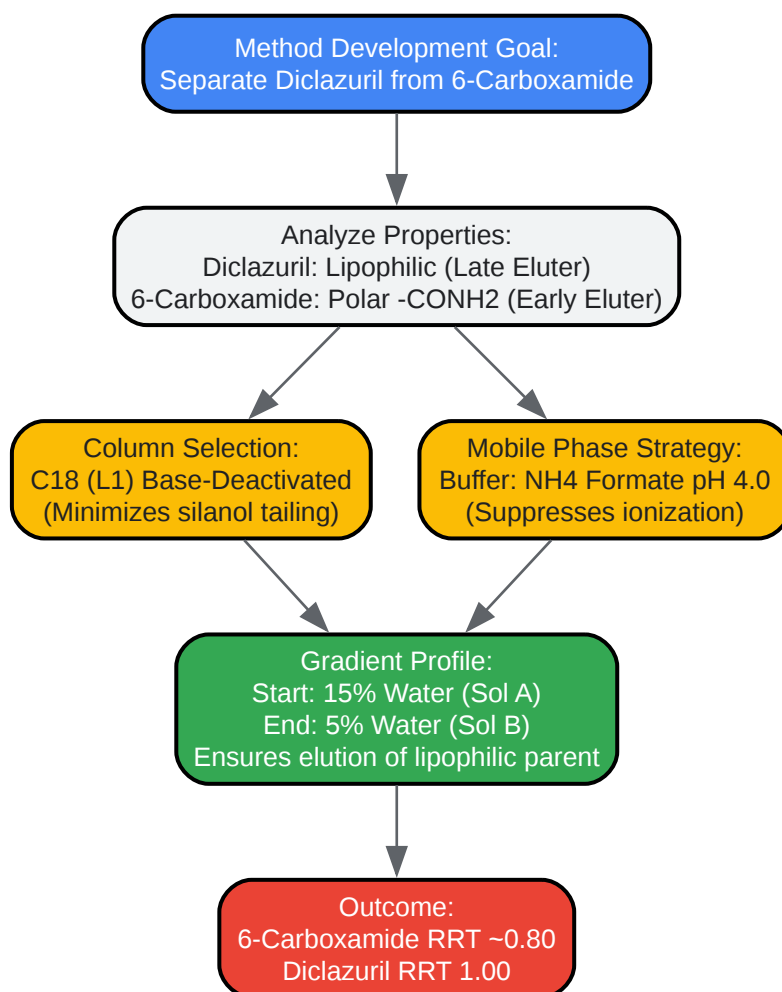 Method Development Goal:
Separate Diclazuril from 6-Carboxamide
Analyze Properties:
Diclazuril: Lipophilic (Late Eluter)
6-Carboxamide: Polar -CONH2 (Early Eluter)
Column Selection:
C18 (L1) Base-Deactivated
(Minimizes silanol tailing)
Mobile Phase Strategy:
Buffer: NH4 Formate pH 4.0
(Suppresses ionization)
Gradient Profile:
Start: 15% Water (Sol A)
End: 5% Water (Sol B)
Ensures elution of lipophilic parent
Outcome:
6-Carboxamide RRT ~0.80
Diclazuril RRT 1.00